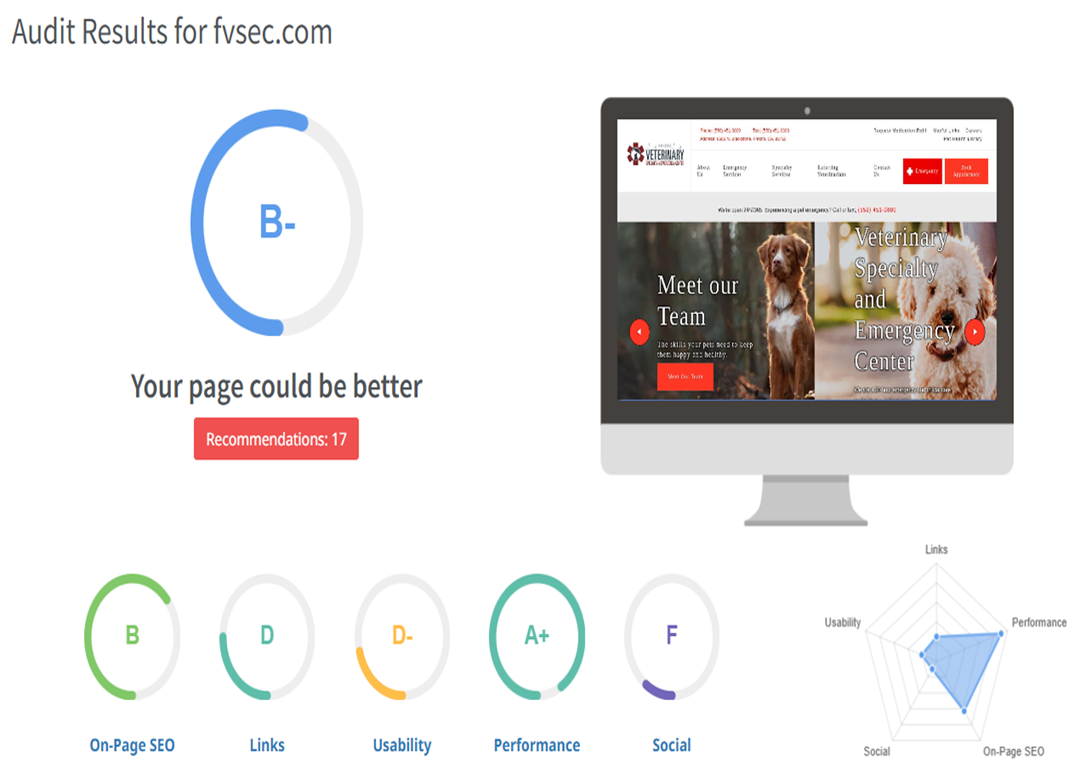 Audit Results for fvsec.com
B-
Your page could be better
Recommendations: 17
VETERINARY
About Us
Emergency Services
Specialty Services
Contact Us
Emergency
Book Appointment
Meet our
Team
The skills your pets need to keep
them happy and healthy.
Meet Our Team
Veterinary
Specialty
and
Emergency
Center
B
On-Page SEO
D
Links
D-
Usability
A+
Performance
F
Social
Links
Usability
Performance
Social
On-Page SEO